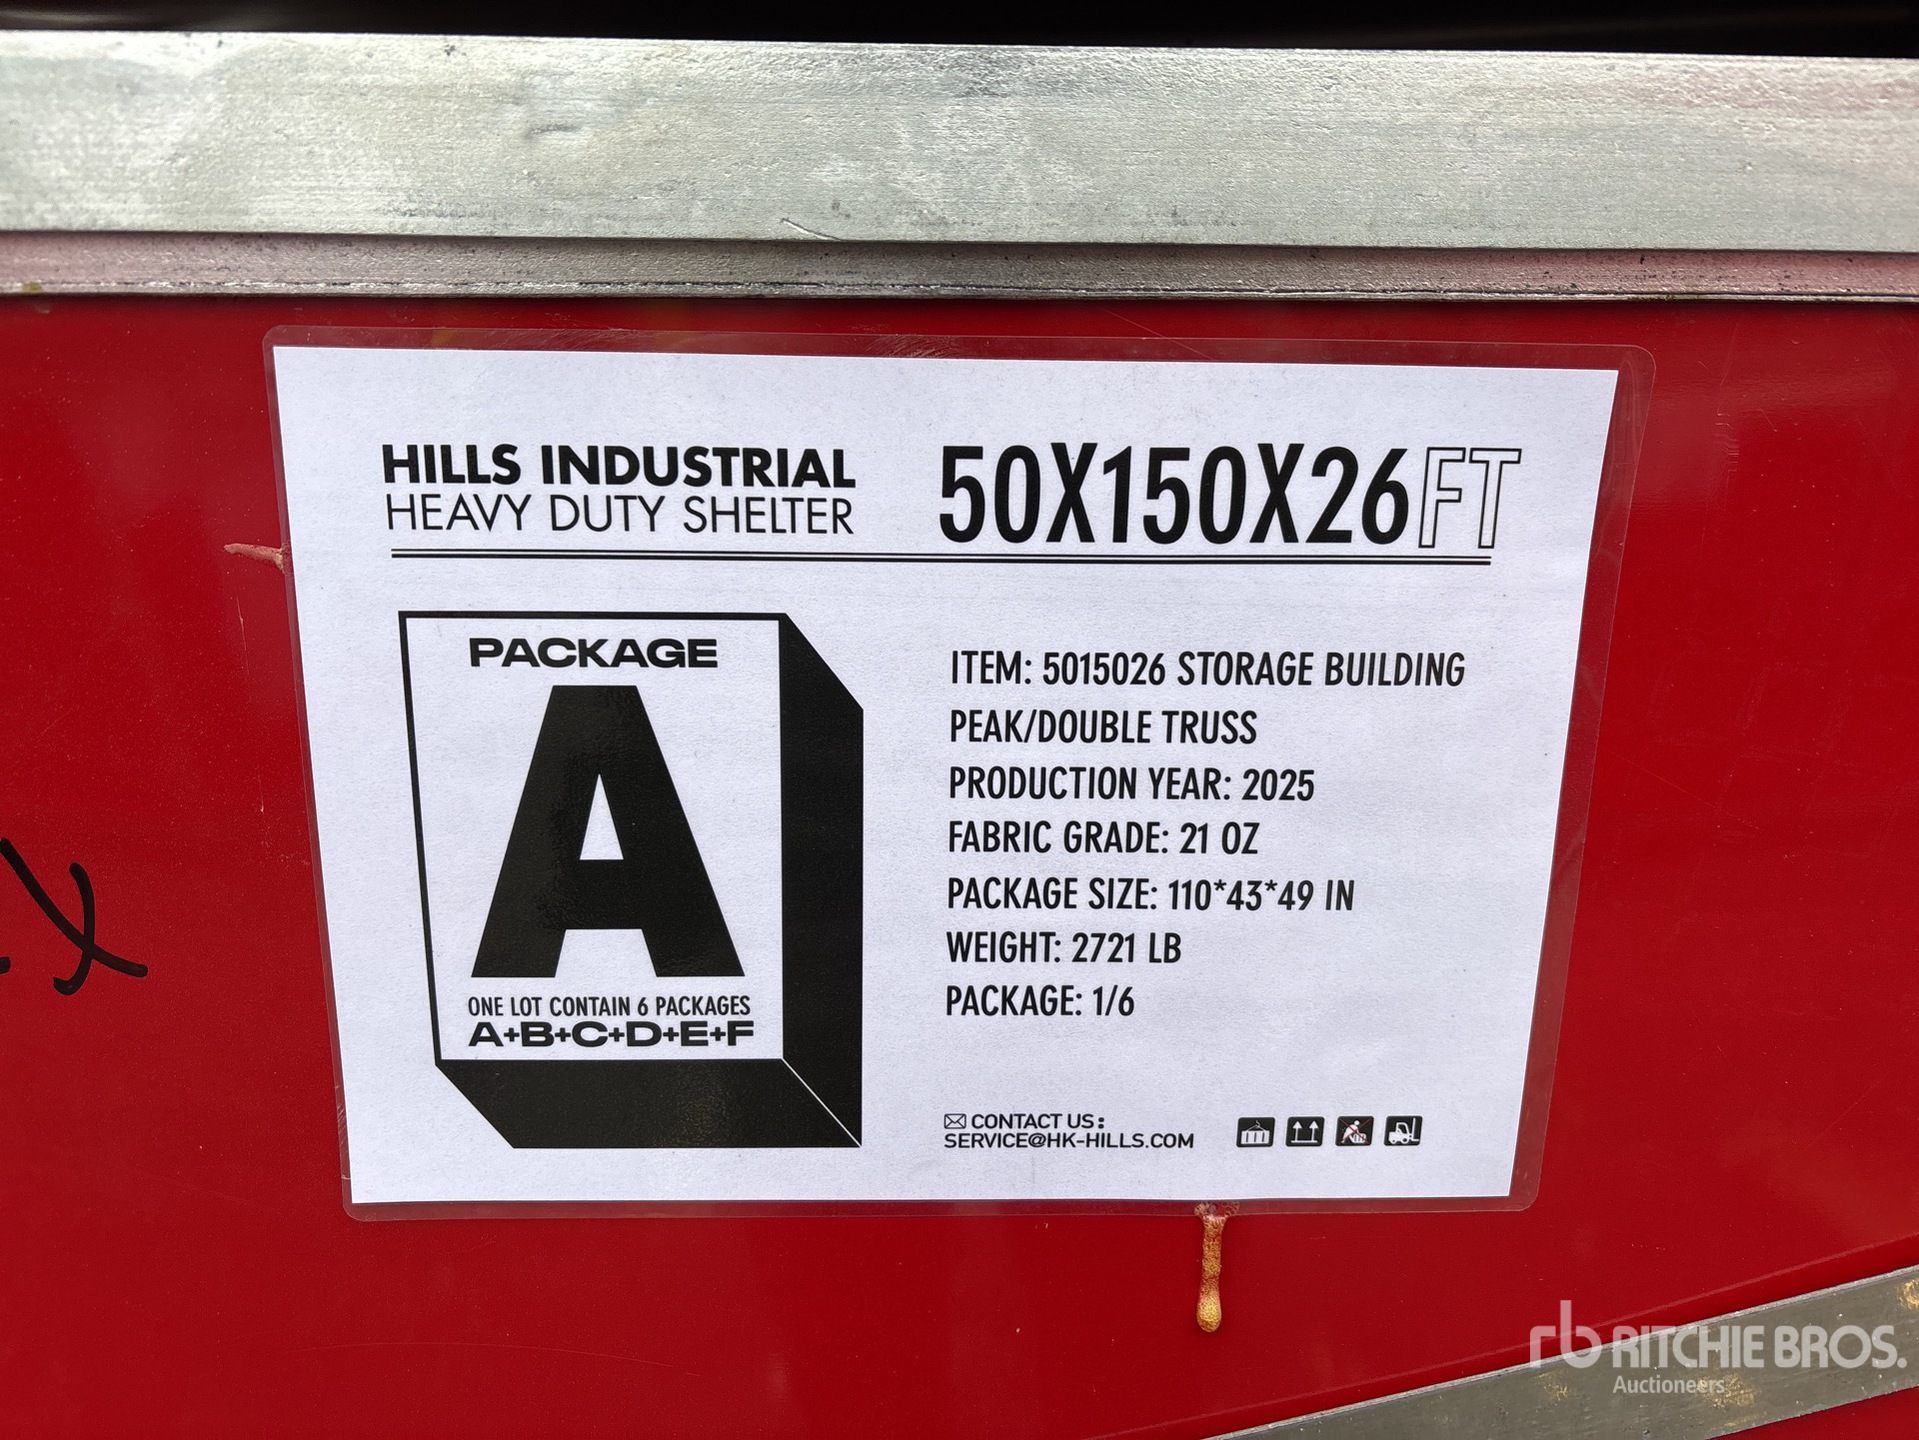 HILLS INDUSTRIAL
HEAVY DUTY SHELTER
50X150X26FT
PACKAGE
A
ONE LOT CONTAIN 6 PACKAGES
A+B+C+D+E+F
ITEM: 5015026 STORAGE BUILDING
PEAK/DOUBLE TRUSS
PRODUCTION YEAR: 2025
FABRIC GRADE: 21 OZ
PACKAGE SIZE: 110*43*49 IN
WEIGHT: 2721 LB
PACKAGE: 1/6
CONTACT US:
SERVICE@HK-HILLS.COM
rb RITCHIE BROS.
Auctioneers